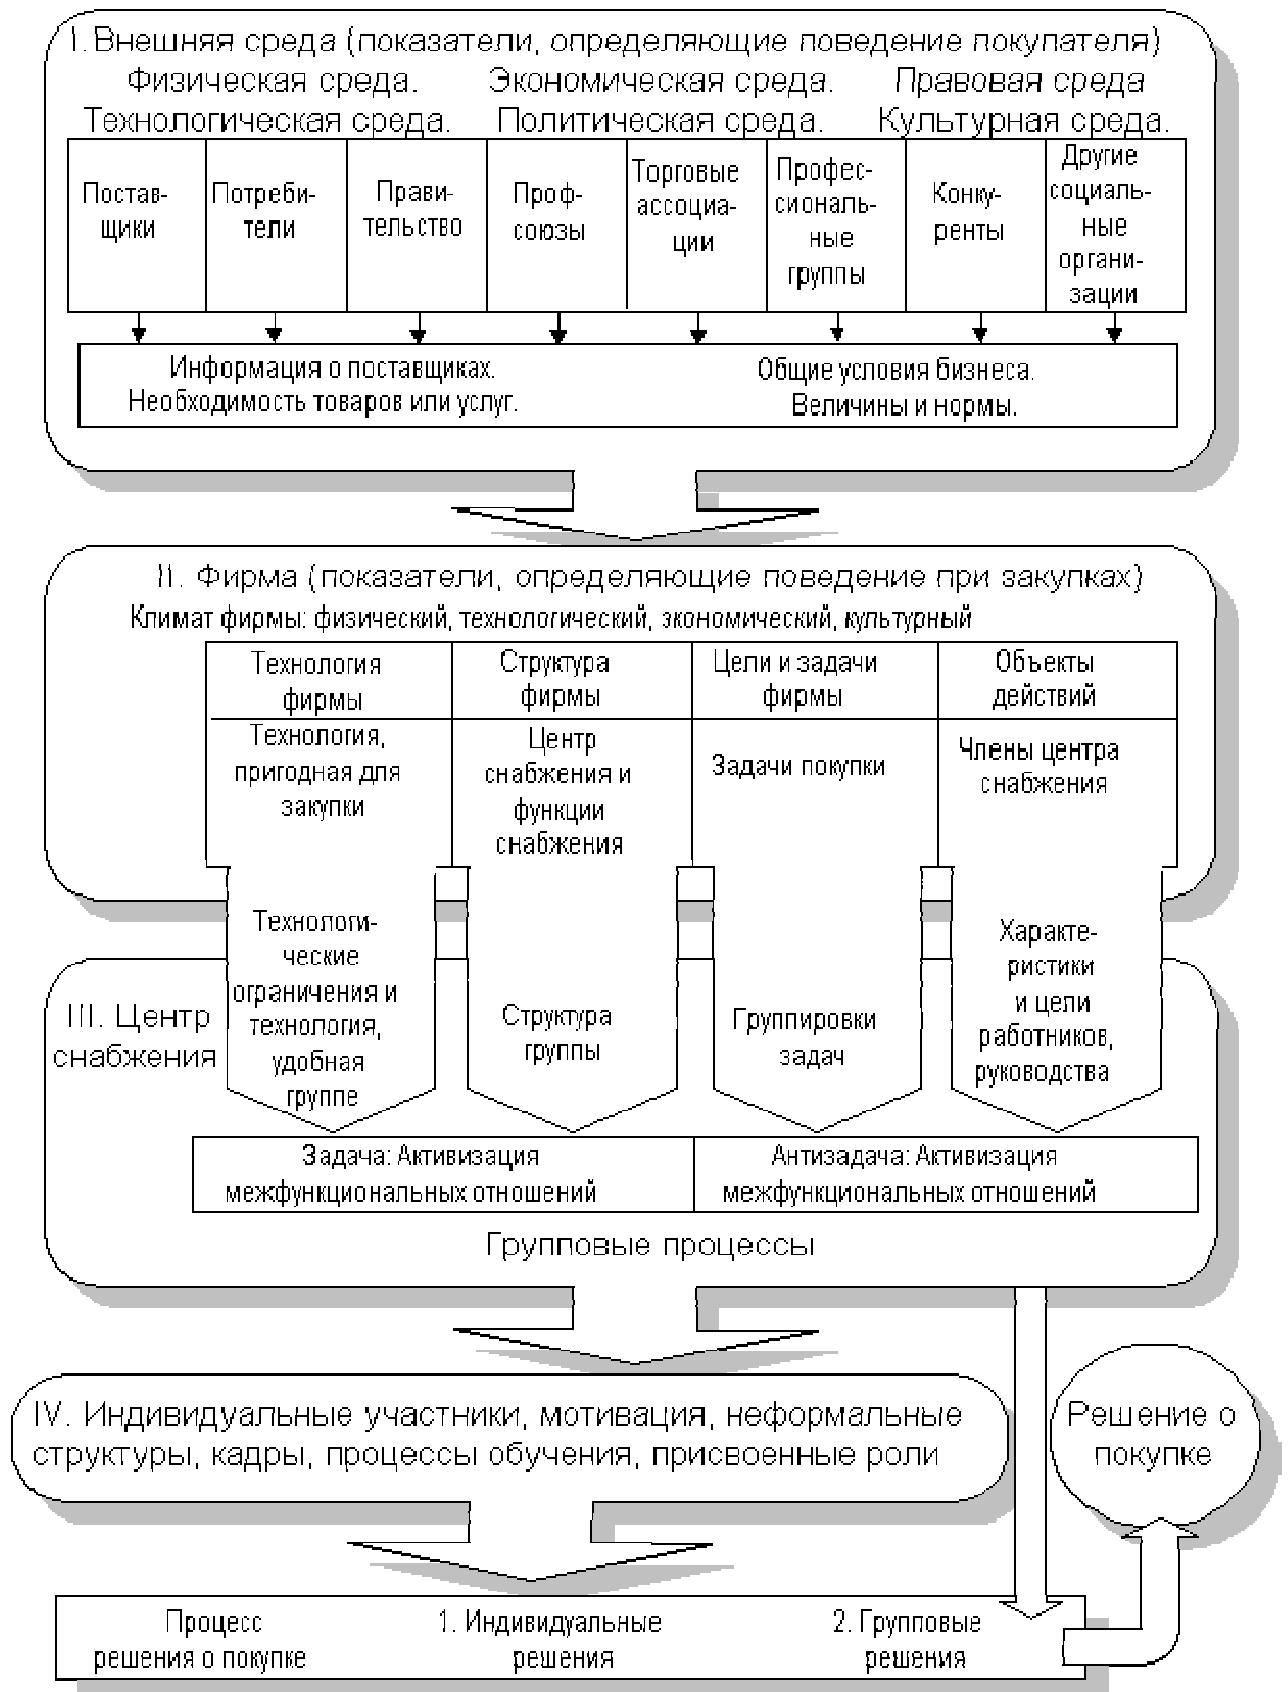 I. Внешняя среда (показатели, определяющие поведение покупателя)
Физическая среда. Экономическая среда. Правовая среда
Технологическая среда. Политическая среда. Культурная среда.
Постав-
щики
Потреби-
тели
Прави-
тельство
Проф-
союзы
Торговые
ассоциа-
ции
Профес-
сиональ-
ные
группы
Конку-
ренты
Другие
социаль-
ные
органи-
зации
Информация о поставщиках.
Необходимость товаров или услуг.
Общие условия бизнеса.
Величины и нормы.
II. Фирма (показатели, определяющие поведение при закупках)
Климат фирмы: физический, технологический, экономический, культурный
Технология
фирмы
Структура
фирмы
Цели и задачи
фирмы
Объекты
действий
Технология,
пригодная для
закупки
Центр
снабжения и
функции
снабжения
Задачи покупки
Члены центра
снабжения
III. Центр
снабжения
Технологи-
ческие
ограничения и
технология,
удобная
группе
Структура
группы
Группировки
задач
Характе-
ристики
и цели
работников,
руководства
Задача: Активизация
межфункциональных отношений
Антизадача: Активизация
межфункциональных отношений
Групповые процессы
IV. Индивидуальные участники, мотивация, неформальные
структуры, кадры, процессы обучения, присвоенные роли
Решение о
покупке
Процесс
решения о покупке
1. Индивидуальные
решения
2. Групповые
решения